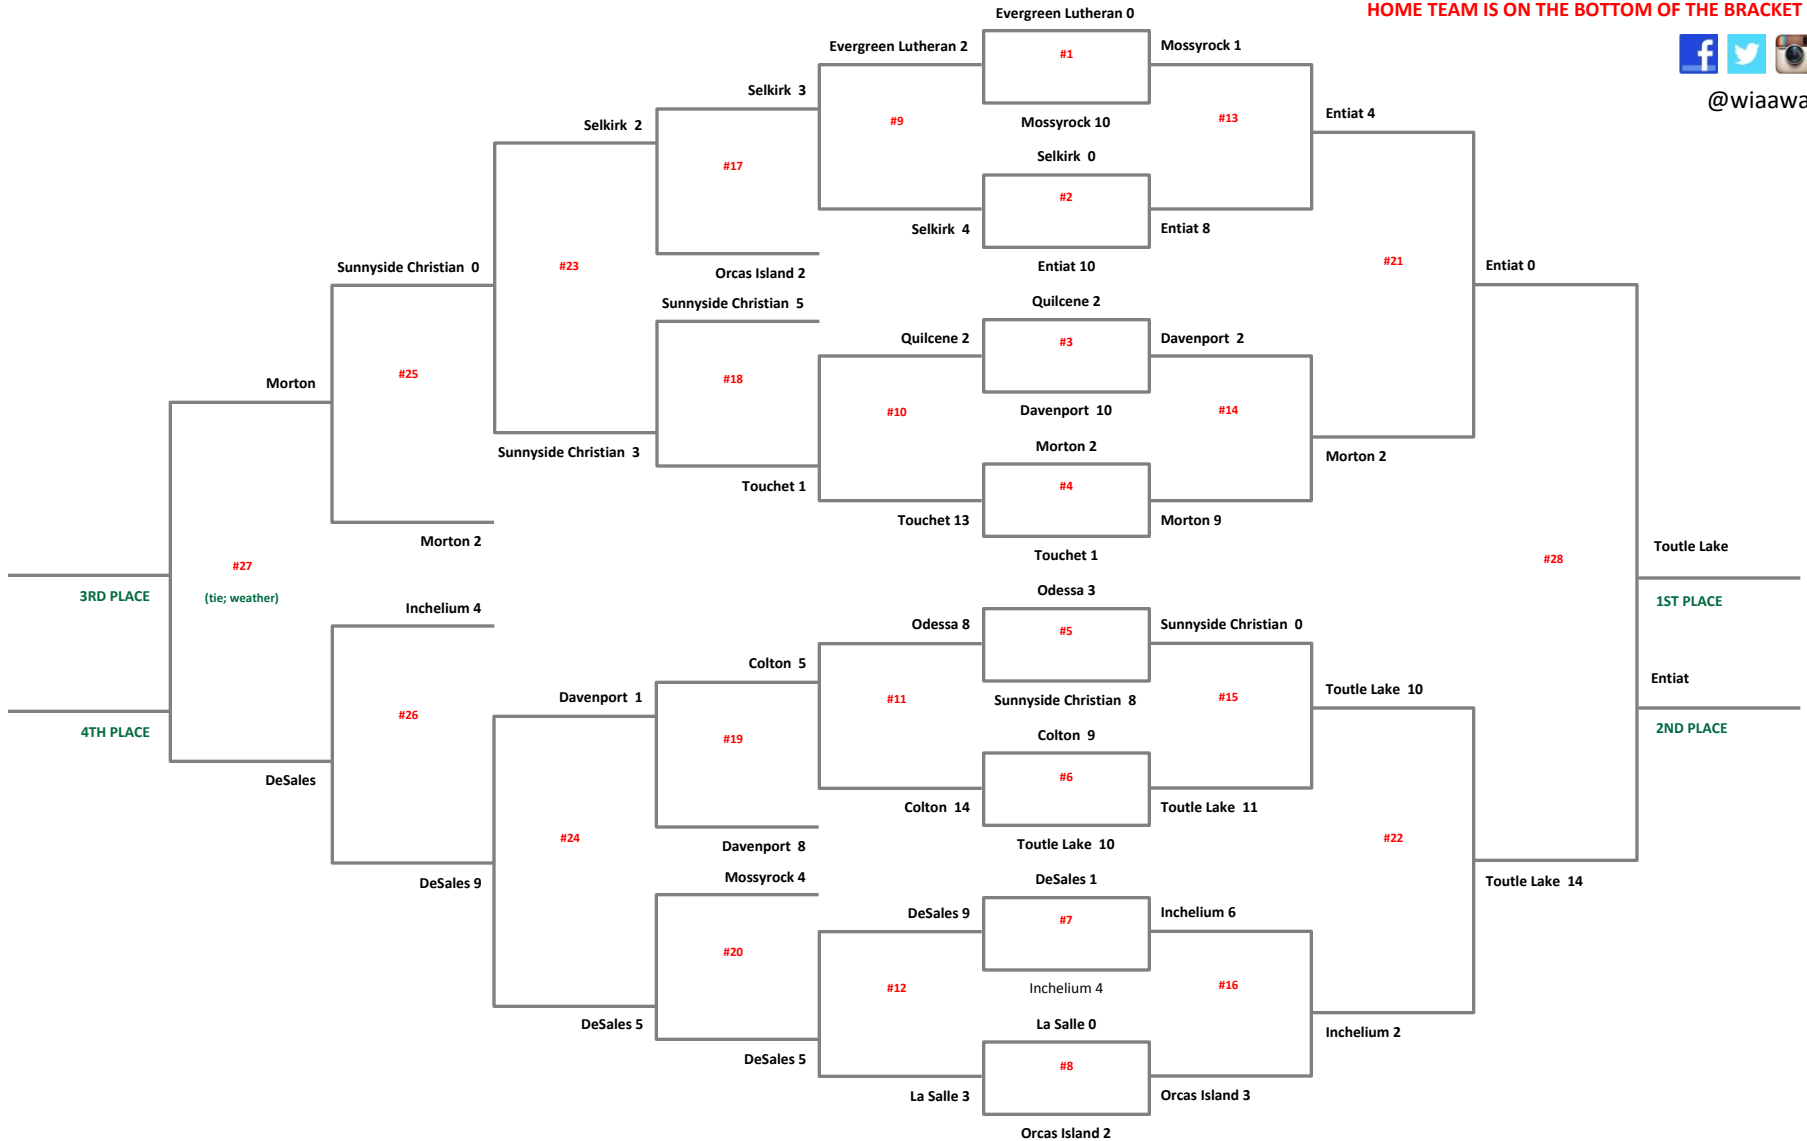 HOME TEAM IS ON THE BOTTOM OF THE BRACKET
@wiaawa
Evergreen Lutheran 0
#1
Mossyrock 10
Selkirk 0
#2
Entiat 10
Quilcene 2
#3
Davenport 10
Morton 2
#4
Touchet 1
Odessa 3
#5
Sunnyside Christian 8
Colton 9
#6
Toutle Lake 10
DeSales 1
#7
Inchelium 4
La Salle 0
#8
Orcas Island 2
Evergreen Lutheran 2
#9
Selkirk 4
Quilcene 2
#10
Touchet 13
Odessa 8
#11
Colton 14
DeSales 9
#12
La Salle 3
Mossyrock 1
#13
Entiat 8
Davenport 2
#14
Morton 9
Sunnyside Christian 0
#15
Toutle Lake 11
Inchelium 6
#16
Orcas Island 3
Selkirk 3
#17
Orcas Island 2
Sunnyside Christian 5
#18
Touchet 1
Colton 5
#19
Davenport 8
Mossyrock 4
#20
DeSales 5
Entiat 4
#21
Morton 2
Toutle Lake 10
#22
Inchelium 2
Selkirk 2
#23
Sunnyside Christian 3
Davenport 1
#24
DeSales 5
Sunnyside Christian 0
#25
Morton 2
Inchelium 4
#26
DeSales 9
Morton
#27
(tie; weather)
DeSales
3RD PLACE
4TH PLACE
Entiat 0
#28
Toutle Lake 14
Toutle Lake
1ST PLACE
Entiat
2ND PLACE